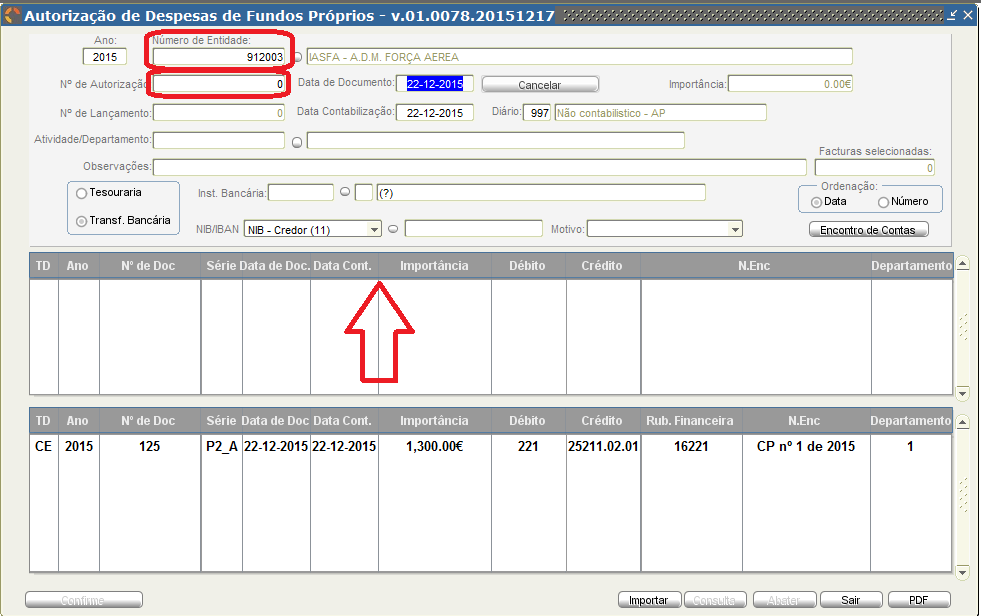 Autorização de Despesas de Fundos Próprios - v.01.0078.20151217
Ano: Número de Entidade:
2015 912003 IASFA - A.D.M. FORÇA AEREA
Nº de Autorização 0 Data de Documento: 22-12-2015 Cancelar Importância: 0.00€
Nº de Lançamento: 0 Data Contabilização: 22-12-2015 Diário: 997 Não contabilistico - AP
Atividade/Departamento:
Facturas selecionadas:
Observações: 0
Tesouraria Inst. Bancária: (?) Ordenação:
Data Número
Transf. Bancária NIB/IBAN NIB - Credor (11) Motivo: Encontro de Contas
TD Ano Nº de Doc Série Data de Doc. Data Cont. Importância Débito Crédito N.Enc Departamento
TD Ano Nº de Doc Série Data de Doc Data Cont. Importância Débito Crédito Rub. Financeira N.Enc Departamento
CE 2015 125 P2_A 22-12-2015 22-12-2015 1,300.00€ 221 25211.02.01 16221 CP nº 1 de 2015 1
Confirme Importar Consulta Abater Sair PDF